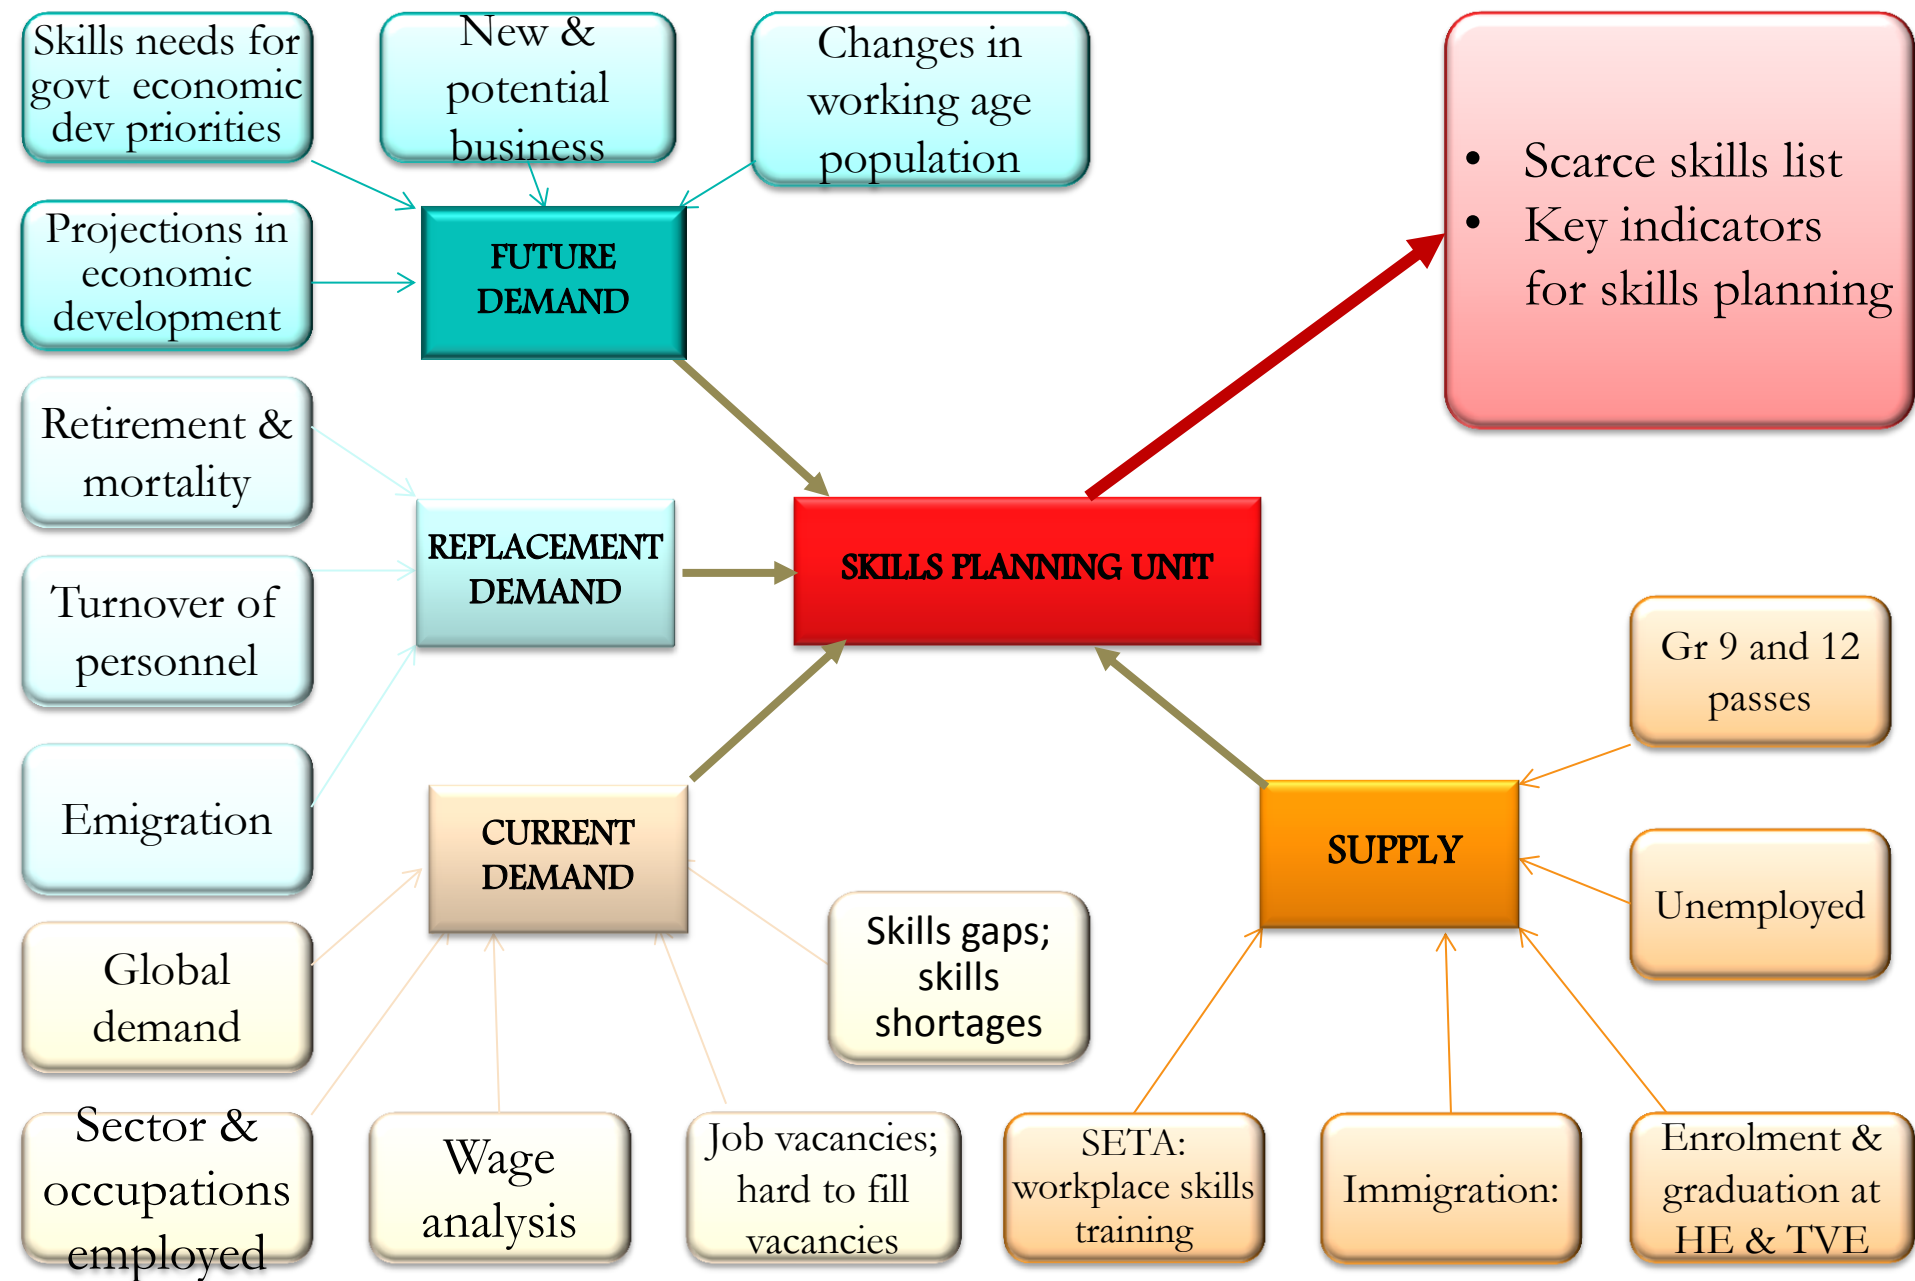 Skills needs for
govt economic
dev priorities
New &
potential
business
Changes in
working age
population
• Scarce skills list
• Key indicators
for skills planning
Projections in
economic
development
FUTURE
DEMAND
Retirement &
mortality
REPLACEMENT
DEMAND
SKILLS PLANNING UNIT
Turnover of
personnel
Gr 9 and 12
passes
Emigration
CURRENT
DEMAND
SUPPLY
Unemployed
Skills gaps;
skills
shortages
Global
demand
Sector &
occupations
employed
Wage
analysis
Job vacancies;
hard to fill
vacancies
SETA:
workplace skills
training
Immigration:
Enrolment &
graduation at
HE & TVE